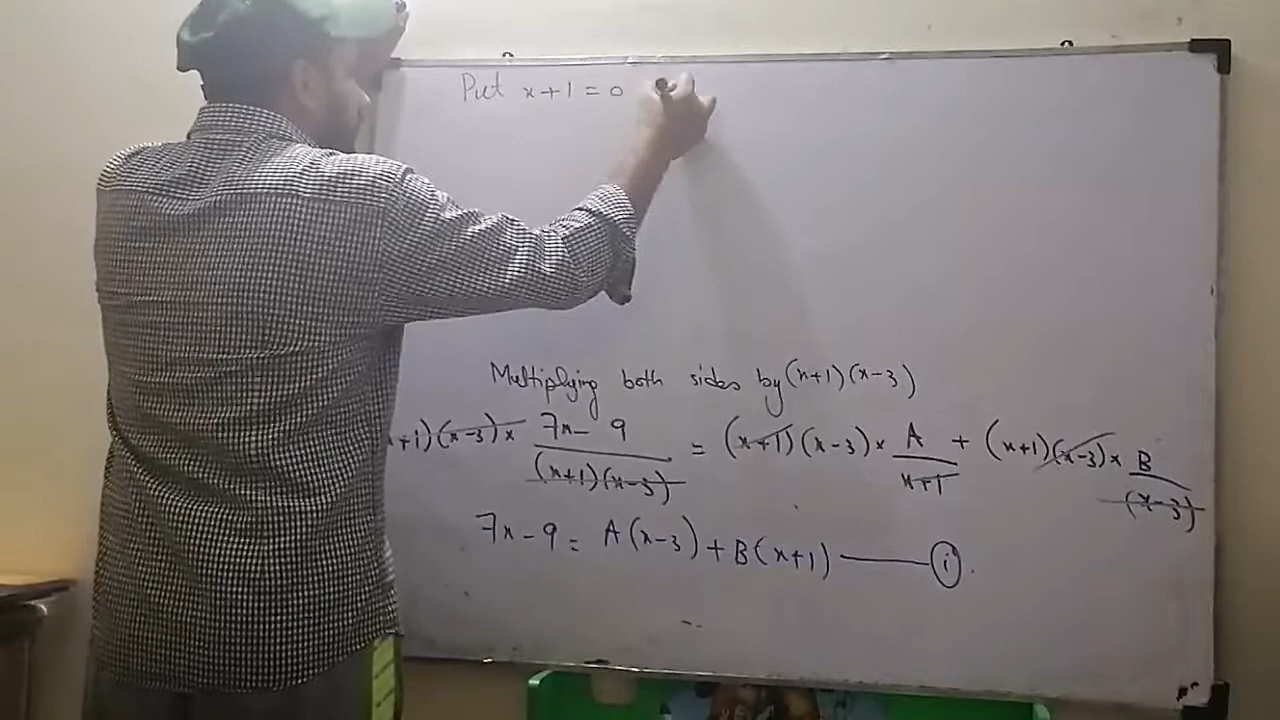 Put x+1=0
Multiplying both sides by (x+1)(x-3)
+1)(x-3)× 7x-9/(x+1)(x-3) = (x+1)(x-3)× A/x+1 + (x+1)(x-3)× B/(x-3)
7x-9 = A(x-3)+B(x+1) —— (i).